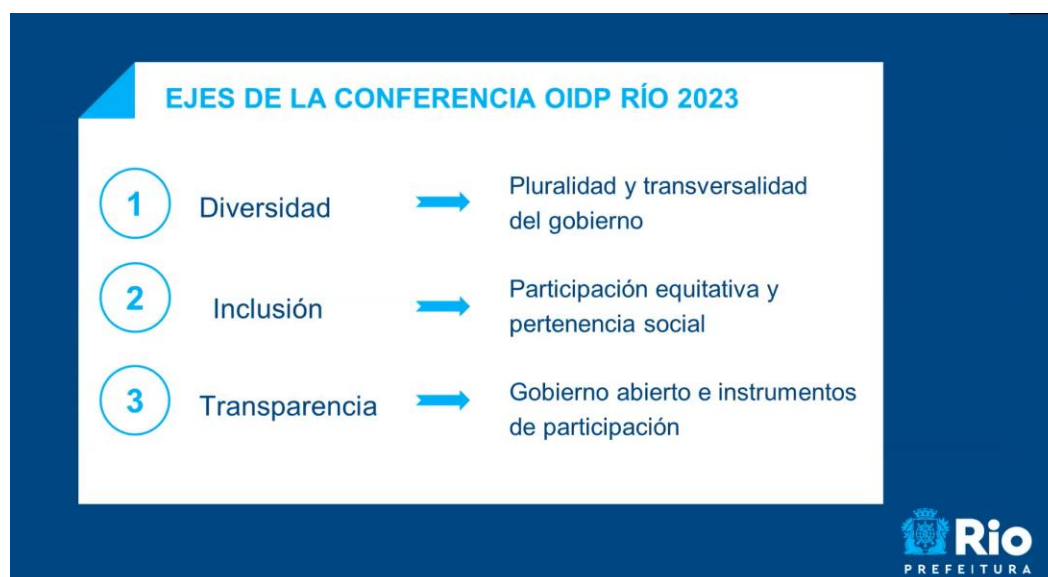 EJES DE LA CONFERENCIA OIDP RÍO 2023
1
Diversidad
Pluralidad y transversalidad
del gobierno
2
Inclusión
Participación equitativa y
pertenencia social
3
Transparencia
Gobierno abierto e instrumentos
de participación
Rio
PREFEITURA